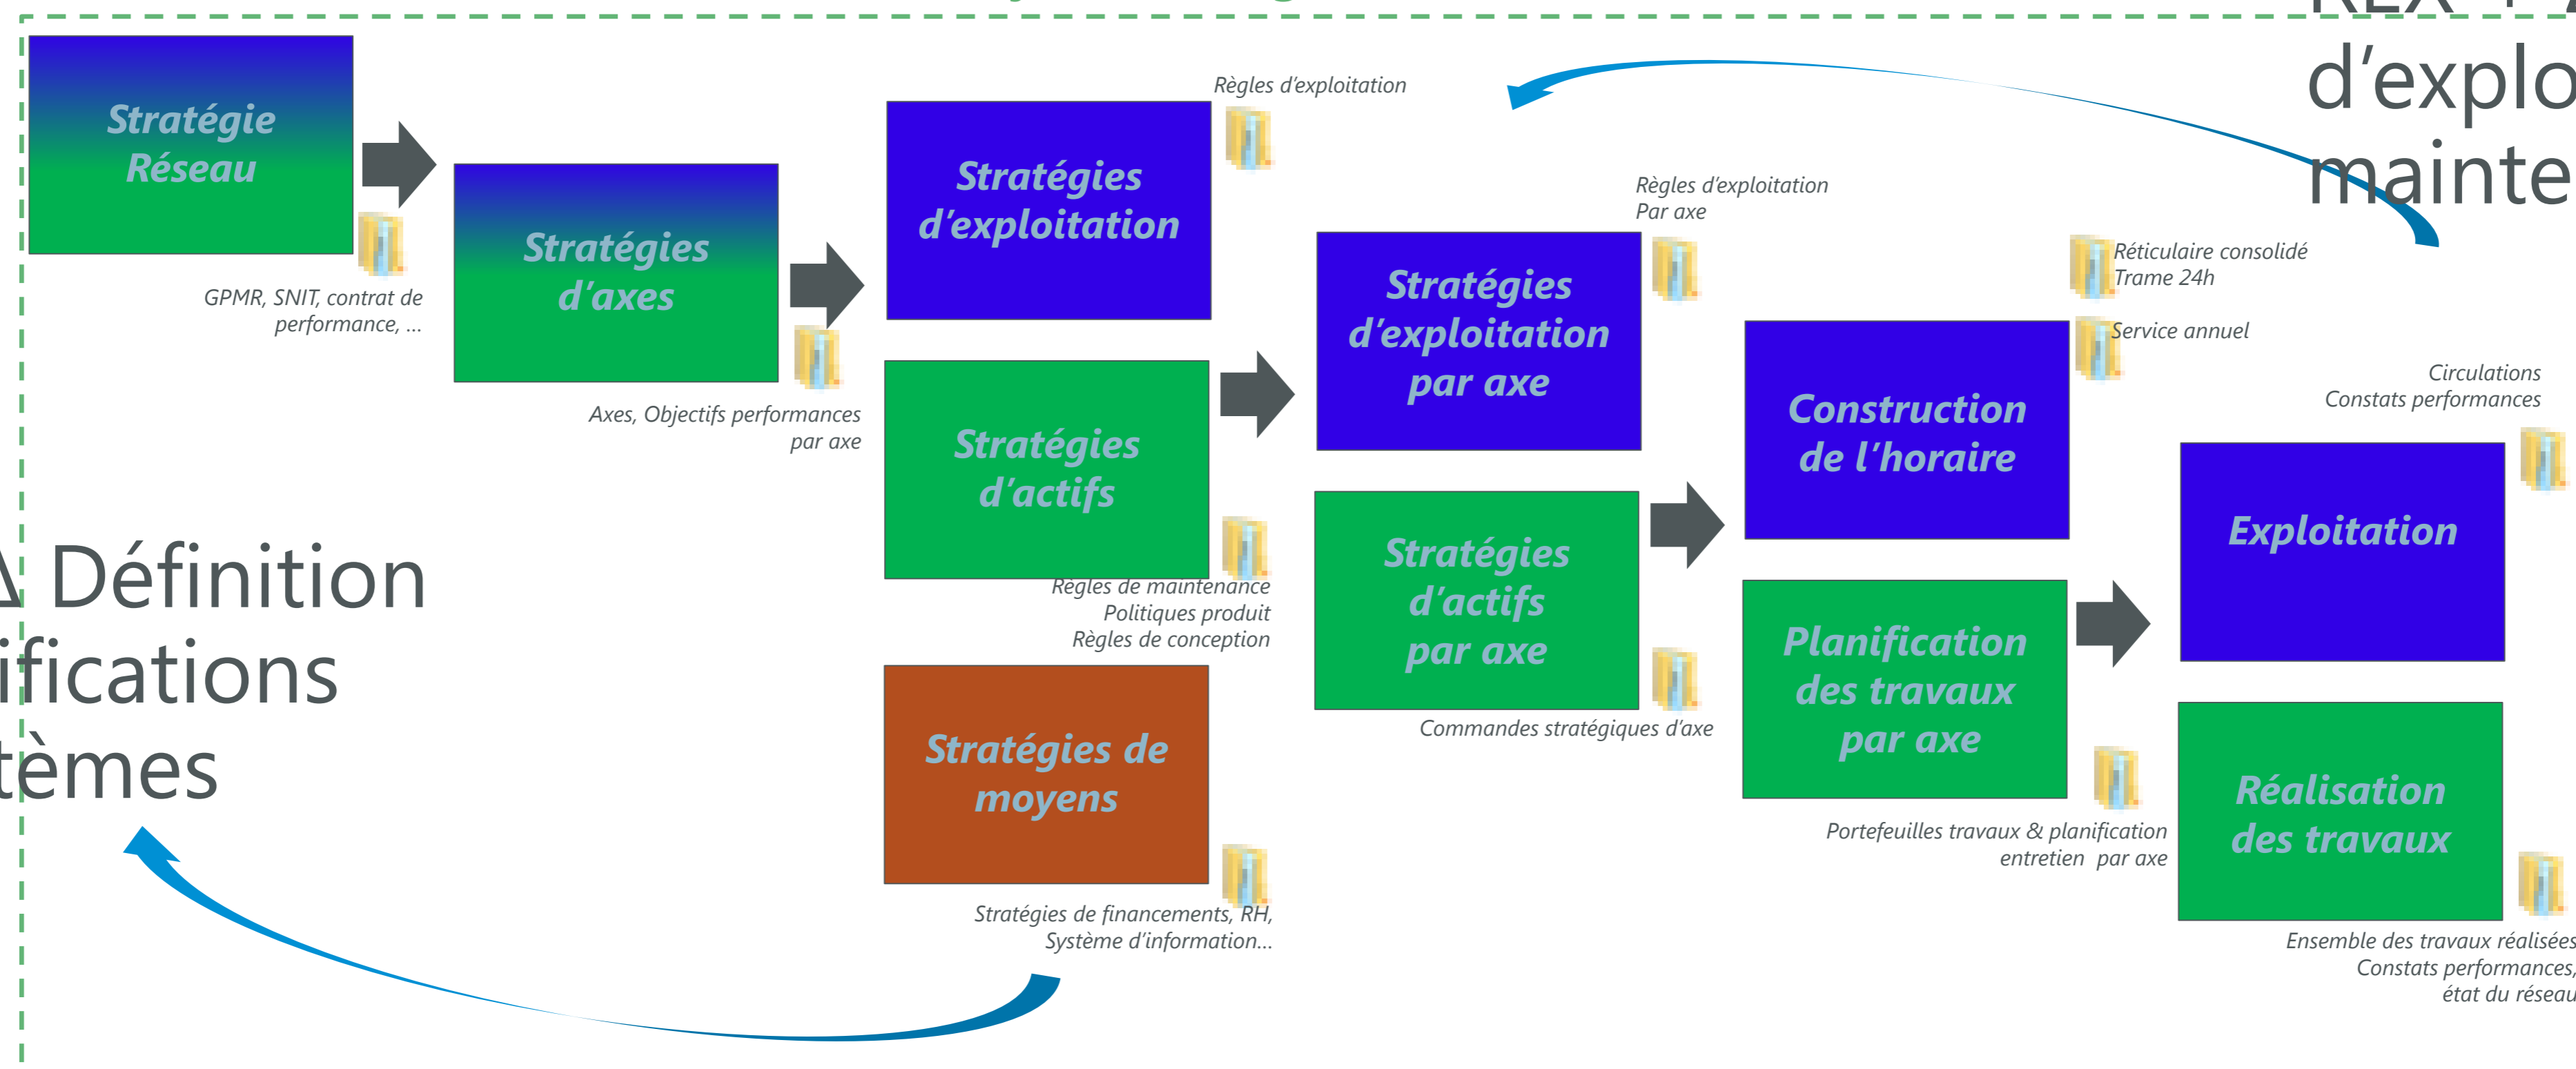 Stratégie
Réseau
GPMR, SNIT, contrat de
performance, ...
Stratégies
d'axes
Axes, Objectifs performances
par axe
Règles d'exploitation
Stratégies
d'exploitation
Stratégies
d'actifs
Règles de maintenance
Politiques produit
Règles de conception
Stratégies de
moyens
Stratégies de financements, RH,
Système d'information...
Règles d'exploitation
Par axe
Stratégies
d'exploitation
par axe
Stratégies
d'actifs
par axe
Commandes stratégiques d'axe
Réticulaire consolidé
Trame 24h
Service annuel
Construction
de l'horaire
Planification
des travaux
par axe
Portefeuilles travaux & planification
entretien par axe
Circulations
Constats performances
Exploitation
Réalisation
des travaux
Ensemble des travaux réalisées
Constats performances,
état du réseau
d'explo
mainte
Δ Définition
ifications
tèmes